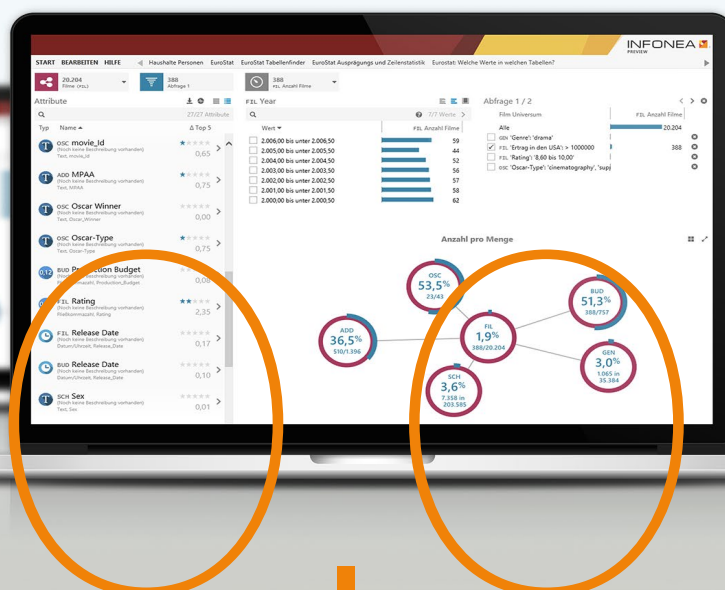 INFONEA
PREVIEW
START BEARBEITEN HILFE Haushalte Personen EuroStat EuroStat Tabellenfinder EuroStat Ausprägungs und Zeilenstatistik Eurostat: Welche Werte in welchen Tabellen?
20.204
Filme (FIL)
388
Abfrage 1
388
FIL Anzahl Filme
Attribute
27/27 Attribute
Typ Name Δ Top 5
OSC movie_Id
(Noch keine Beschreibung vorhanden)
Text, movie_id
0,65
ADD MPAA
(Noch keine Beschreibung vorhanden)
Text, MPAA
0,75
OSC Oscar Winner
(Noch keine Beschreibung vorhanden)
Text, Oscar_Winner
0,00
OSC Oscar-Type
(Noch keine Beschreibung vorhanden)
Text, Oscar_Type
0,75
0,12
BUD Production Budget
(Noch keine Beschreibung vorhanden)
Production_Budget
0,08
FIL Rating
(Noch keine Beschreibung vorhanden)
Fließkommazahl, Rating
2,35
FIL Release Date
(Noch keine Beschreibung vorhanden)
Datum/Uhrzeit, Release_Date
0,17
BUD Release Date
(Noch keine Beschreibung vorhanden)
Datum/Uhrzeit, Release_Date
0,10
SCH Sex
(Noch keine Beschreibung vorhanden)
Text, Sex
0,01
FIL Year
7/7 Werte
Wert FIL Anzahl Filme
2.006,00 bis unter 2.006,50 59
2.005,00 bis unter 2.005,50 44
2.004,00 bis unter 2.004,50 52
2.003,00 bis unter 2.003,50 56
2.002,00 bis unter 2.002,50 57
2.001,00 bis unter 2.001,50 58
2.000,00 bis unter 2.000,50 62
Abfrage 1 / 2
Film Universum FIL Anzahl Filme
Alle 20.204
GEN 'Genre': 'drama'
FIL 'Ertrag in den USA': > 1000000 388
FIL 'Rating': '8,60 bis 10,00'
OSC 'Oscar-Type': 'cinematography', 'supp
Anzahl pro Menge
OSC
53,5%
23/43
BUD
51,3%
388/757
ADD
36,5%
510/1.396
FIL
1,9%
388/20.204
GEN
3,0%
1.065 in
35.384
SCH
3,6%
7.358 in
203.585